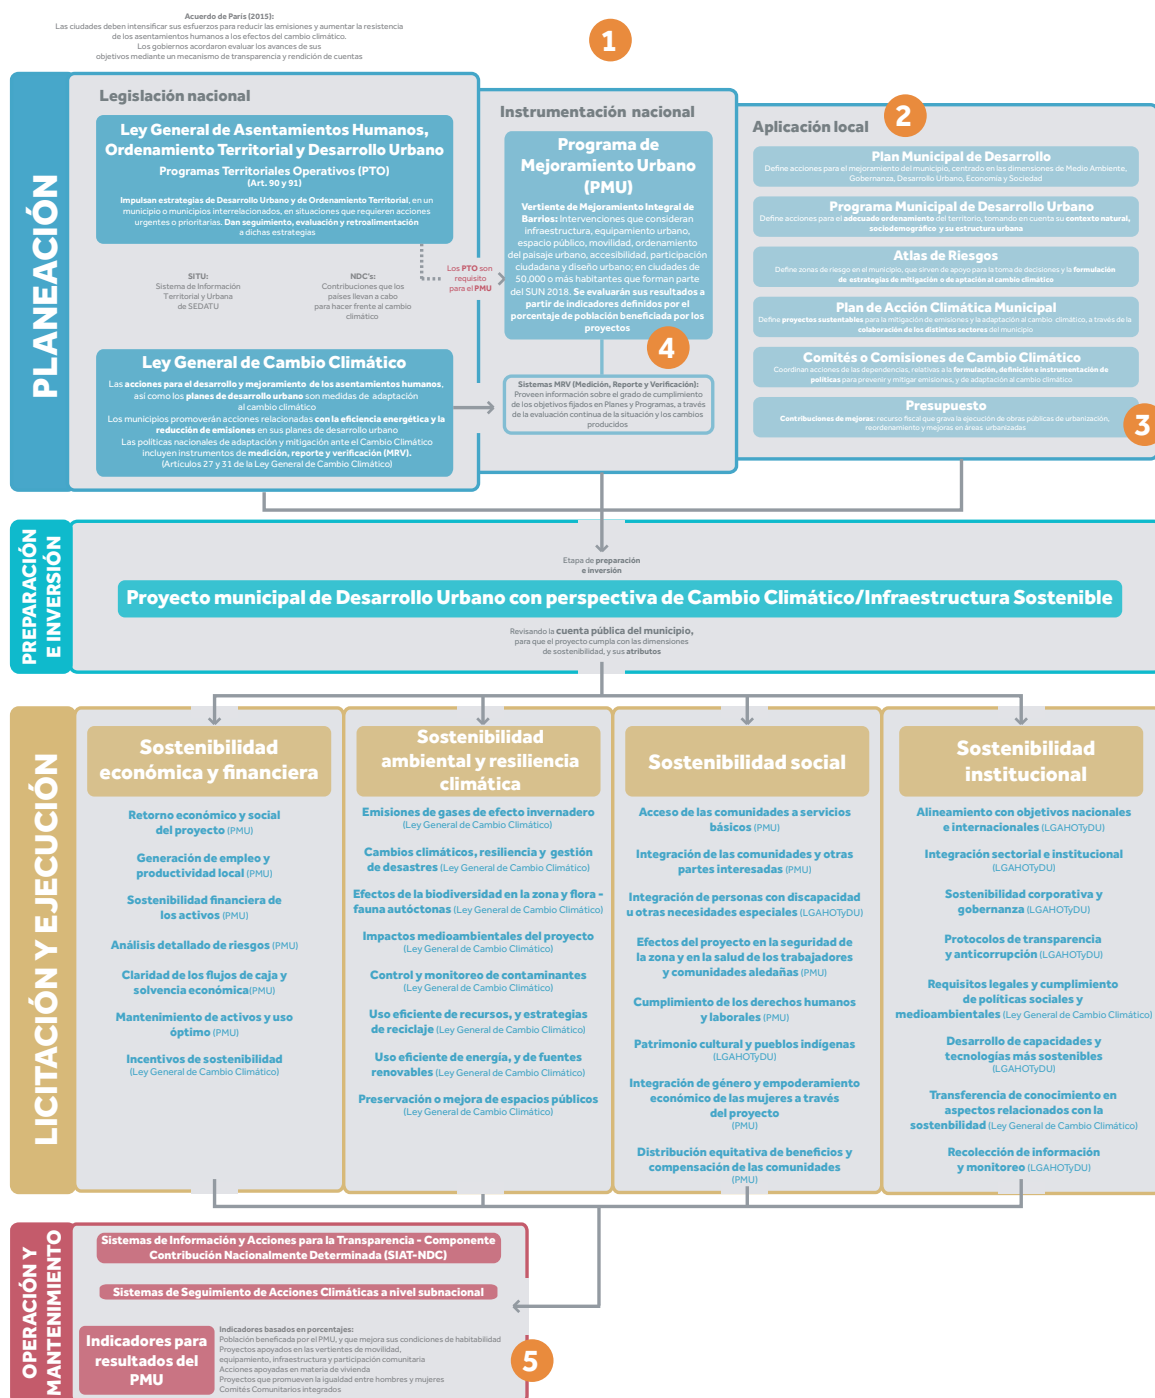 Acuerdo de París (2015):
Las ciudades deben intensificar sus esfuerzos para reducir las emisiones y aumentar la resistencia
de los asentamientos humanos a los efectos del cambio climático.
Los gobiernos acordaron evaluar los avances de sus
objetivos mediante un mecanismo de transparencia y rendición de cuentas
1
PLANEACIÓN
Legislación nacional
Ley General de Asentamientos Humanos,
Ordenamiento Territorial y Desarrollo Urbano
Programas Territoriales Operativos (PTO)
(Art. 90 y 91)
Impulsan estrategias de Desarrollo Urbano y de Ordenamiento Territorial, en un
municipio o municipios interrelacionados, en situaciones que requieren acciones
urgentes o prioritarias. Dan seguimiento, evaluación y retroalimentación
a dichas estrategias
SITU:
Sistema de Información
Territorial y Urbana
de SEDATU
NDC's:
Contribuciones que los
países llevan a cabo
para hacer frente al cambio
climático
Los PTO son
requisito
para el PMU
Ley General de Cambio Climático
Las acciones para el desarrollo y mejoramiento de los asentamientos humanos,
así como los planes de desarrollo urbano son medidas de adaptación
al cambio climático
Los municipios promoverán acciones relacionadas con la eficiencia energética y la
reducción de emisiones en sus planes de desarrollo urbano
Las políticas nacionales de adaptación y mitigación ante el Cambio Climático
incluyen instrumentos de medición, reporte y verificación (MRV).
(Artículos 27 y 31 de la Ley General de Cambio Climático)
Instrumentación nacional
Programa de
Mejoramiento Urbano
(PMU)
Vertiente de Mejoramiento Integral de
Barrios: Intervenciones que consideran
infraestructura, equipamiento urbano,
espacio público, movilidad, ordenamiento
del paisaje urbano, accesibilidad, participación
ciudadana y diseño urbano; en ciudades de
50,000 o más habitantes que forman parte
del SUN 2018. Se evaluarán sus resultados a
partir de indicadores definidos por el
porcentaje de población beneficiada por los
proyectos
4
Sistemas MRV (Medición, Reporte y Verificación):
Proveen información sobre el grado de cumplimiento
de los objetivos fijados en Planes y Programas, a través
de la evaluación continua de la situación y los cambios
producidos
Aplicación local
2
Plan Municipal de Desarrollo
Define acciones para el mejoramiento del municipio, centrado en las dimensiones de Medio Ambiente,
Gobernanza, Desarrollo Urbano, Economía y Sociedad
Programa Municipal de Desarrollo Urbano
Define acciones para el adecuado ordenamiento del territorio, tomando en cuenta su contexto natural,
sociodemográfico y su estructura urbana
Atlas de Riesgos
Define zonas de riesgo en el municipio, que sirven de apoyo para la toma de decisiones y la formulación
de estrategias de mitigación o de aptación al cambio climático
Plan de Acción Climática Municipal
Define proyectos sustentables para la mitigación de emisiones y la adaptación al cambio climático, a través de la
colaboración de los distintos sectores del municipio
Comités o Comisiones de Cambio Climático
Coordinan acciones de las dependencias, relativas a la formulación, definición e instrumentación de
políticas para prevenir y mitigar emisiones, y de adaptación al cambio climático
Presupuesto
Contribuciones de mejoras: recurso fiscal que grava la ejecución de obras públicas de urbanización,
reordenamiento y mejoras en áreas urbanizadas
3
PREPARACIÓN
E INVERSIÓN
Etapa de preparación
e inversión
Proyecto municipal de Desarrollo Urbano con perspectiva de Cambio Climático/Infraestructura Sostenible
Revisando la cuenta pública del municipio,
para que el proyecto cumpla con las dimensiones
de sostenibilidad, y sus atributos
LICITACIÓN Y EJECUCIÓN
Sostenibilidad
económica y financiera
Retorno económico y social
del proyecto (PMU)
Generación de empleo y
productividad local (PMU)
Sostenibilidad financiera de
los activos (PMU)
Análisis detallado de riesgos (PMU)
Claridad de los flujos de caja y
solvencia económica(PMU)
Mantenimiento de activos y uso
óptimo (PMU)
Incentivos de sostenibilidad
(Ley General de Cambio Climático)
Sostenibilidad
ambiental y resiliencia
climática
Emisiones de gases de efecto invernadero
(Ley General de Cambio Climático)
Cambios climáticos, resiliencia y gestión
de desastres (Ley General de Cambio Climático)
Efectos de la biodiversidad en la zona y flora -
fauna autóctonas (Ley General de Cambio Climático)
Impactos medioambientales del proyecto
(Ley General de Cambio Climático)
Control y monitoreo de contaminantes
(Ley General de Cambio Climático)
Uso eficiente de recursos, y estrategias
de reciclaje (Ley General de Cambio Climático)
Uso eficiente de energía, y de fuentes
renovables (Ley General de Cambio Climático)
Preservación o mejora de espacios públicos
(Ley General de Cambio Climático)
Sostenibilidad social
Acceso de las comunidades a servicios
básicos (PMU)
Integración de las comunidades y otras
partes interesadas (PMU)
Integración de personas con discapacidad
u otras necesidades especiales (LGAHOTyDU)
Efectos del proyecto en la seguridad de
la zona y en la salud de los trabajadores
y comunidades aledañas (PMU)
Cumplimiento de los derechos humanos
y laborales (PMU)
Patrimonio cultural y pueblos indígenas
(LGAHOTyDU)
Integración de género y empoderamiento
económico de las mujeres a través
del proyecto
(PMU)
Distribución equitativa de beneficios y
compensación de las comunidades
(PMU)
Sostenibilidad
institucional
Alineamiento con objetivos nacionales
e internacionales (LGAHOTyDU)
Integración sectorial e institucional
(LGAHOTyDU)
Sostenibilidad corporativa y
gobernanza (LGAHOTyDU)
Protocolos de transparencia
y anticorrupción (LGAHOTyDU)
Requisitos legales y cumplimiento
de políticas sociales y
medioambientales (Ley General de Cambio Climático)
Desarrollo de capacidades y
tecnologías más sostenibles
(LGAHOTyDU)
Transferencia de conocimiento en
aspectos relacionados con la
sostenbilidad (Ley General de Cambio Climático)
Recolección de información
y monitoreo (LGAHOTyDU)
OPERACIÓN Y
MANTENIMIENTO
Sistemas de Información y Acciones para la Transparencia - Componente
Contribución Nacionalmente Determinada (SIAT-NDC)
Sistemas de Seguimiento de Acciones Climáticas a nivel subnacional
Indicadores para
resultados del
PMU
Indicadores basados en porcentajes:
Población beneficada por el PMU, y que mejora sus condiciones de habitabilidad
Proyectos apoyados en las vertientes de movilidad,
equipamiento, infraestructura y participación comunitaria
Acciones apoyadas en materia de vivienda
Proyectos que promueven la igualdad entre hombres y mujeres
Comités Comunitarios integrados
5